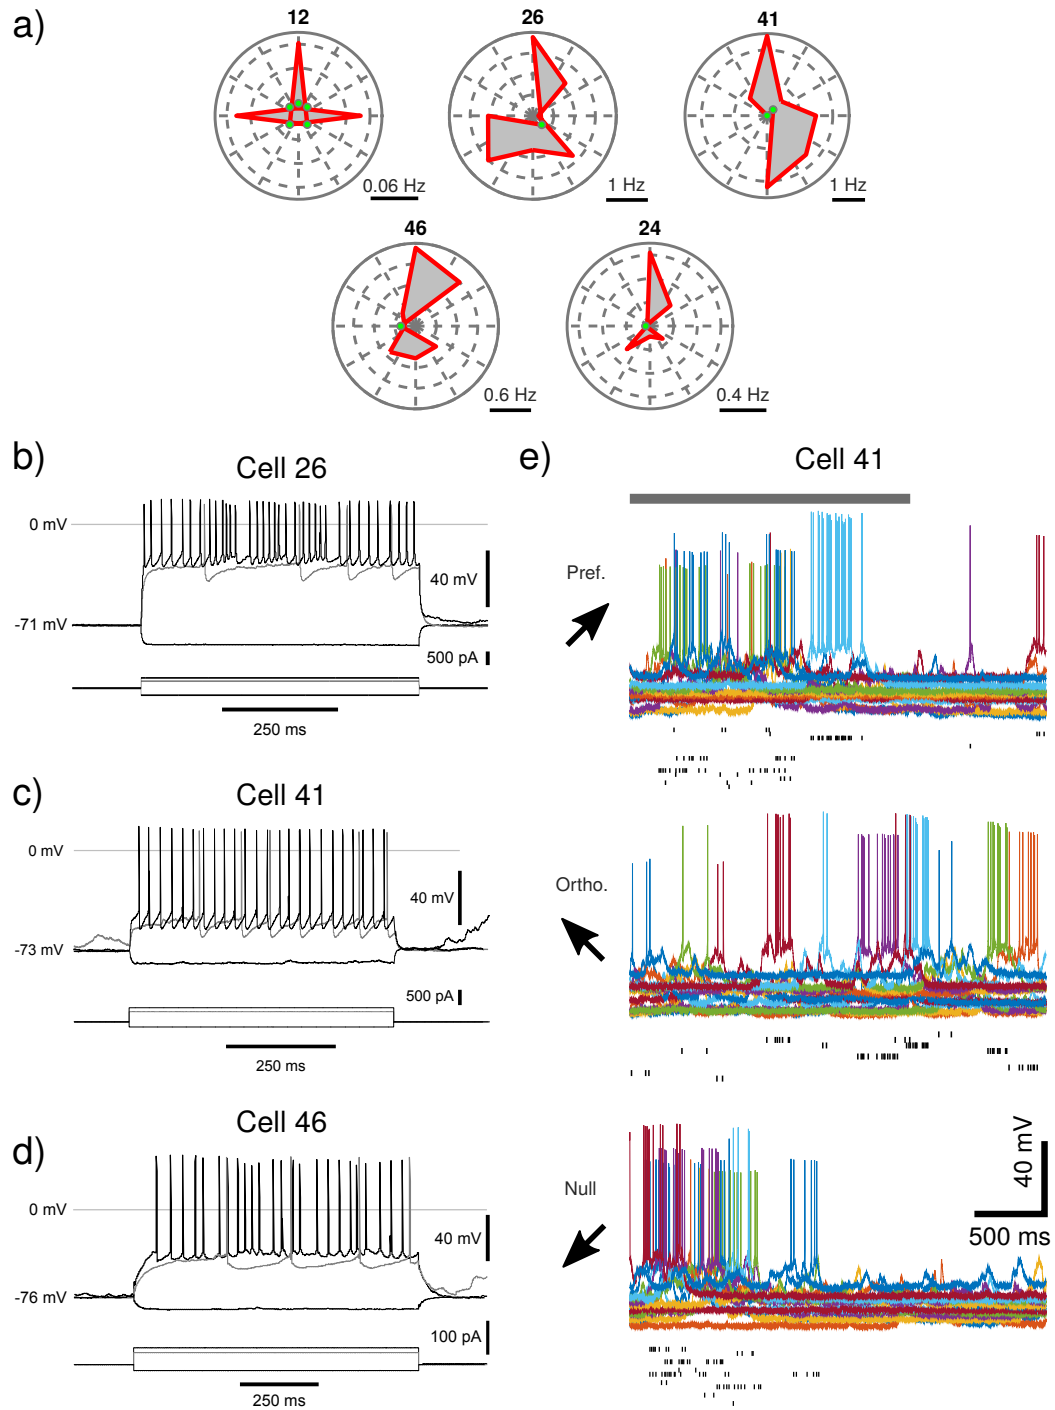 a)
12
26
41
0.06 Hz
1 Hz
1 Hz
46
24
0.6 Hz
0.4 Hz
b)
Cell 26
0 mV
40 mV
-71 mV
500 pA
250 ms
c)
Cell 41
0 mV
40 mV
-73 mV
500 pA
250 ms
d)
Cell 46
0 mV
40 mV
-76 mV
100 pA
250 ms
e)
Cell 41
Pref.
Ortho.
Null
40 mV
500 ms